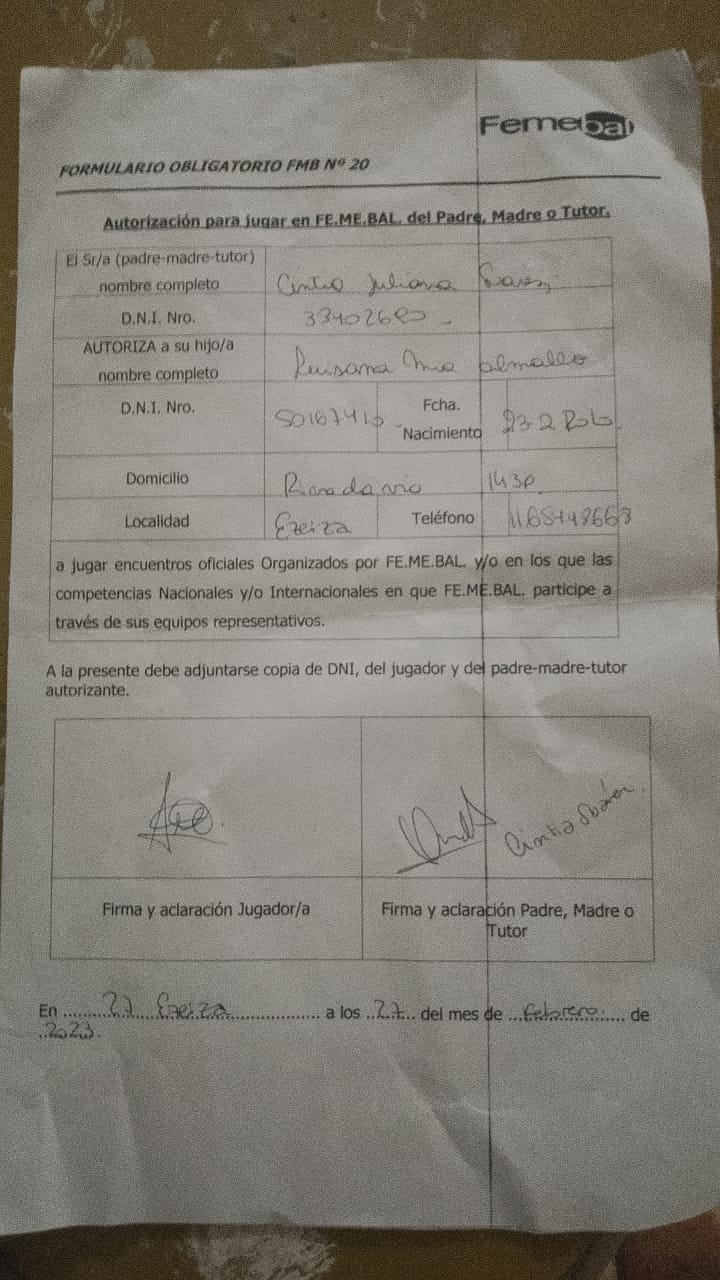 Femebal
FORMULARIO OBLIGATORIO FMB Nº 20
Autorización para jugar en FE.ME.BAL. del Padre, Madre o Tutor.
El Sr/a (padre-madre-tutor)
nombre completo
Juliana
D.N.I. Nro.
AUTORIZA a su hijo/a
nombre completo
D.N.I. Nro.
Fcha.
Nacimiento
Domicilio
Localidad Ezeiza Teléfono
a jugar encuentros oficiales Organizados por FE.ME.BAL. y/o en los que las
competencias Nacionales y/o Internacionales en que FE.ME.BAL. participe a
través de sus equipos representativos.
A la presente debe adjuntarse copia de DNI, del jugador y del padre-madre-tutor
autorizante.
Firma y aclaración Jugador/a
Firma y aclaración Padre, Madre o
Tutor
En ......27 Ezeiza.................. a los ..27... del mes de ...Febrero...... de
..2023.